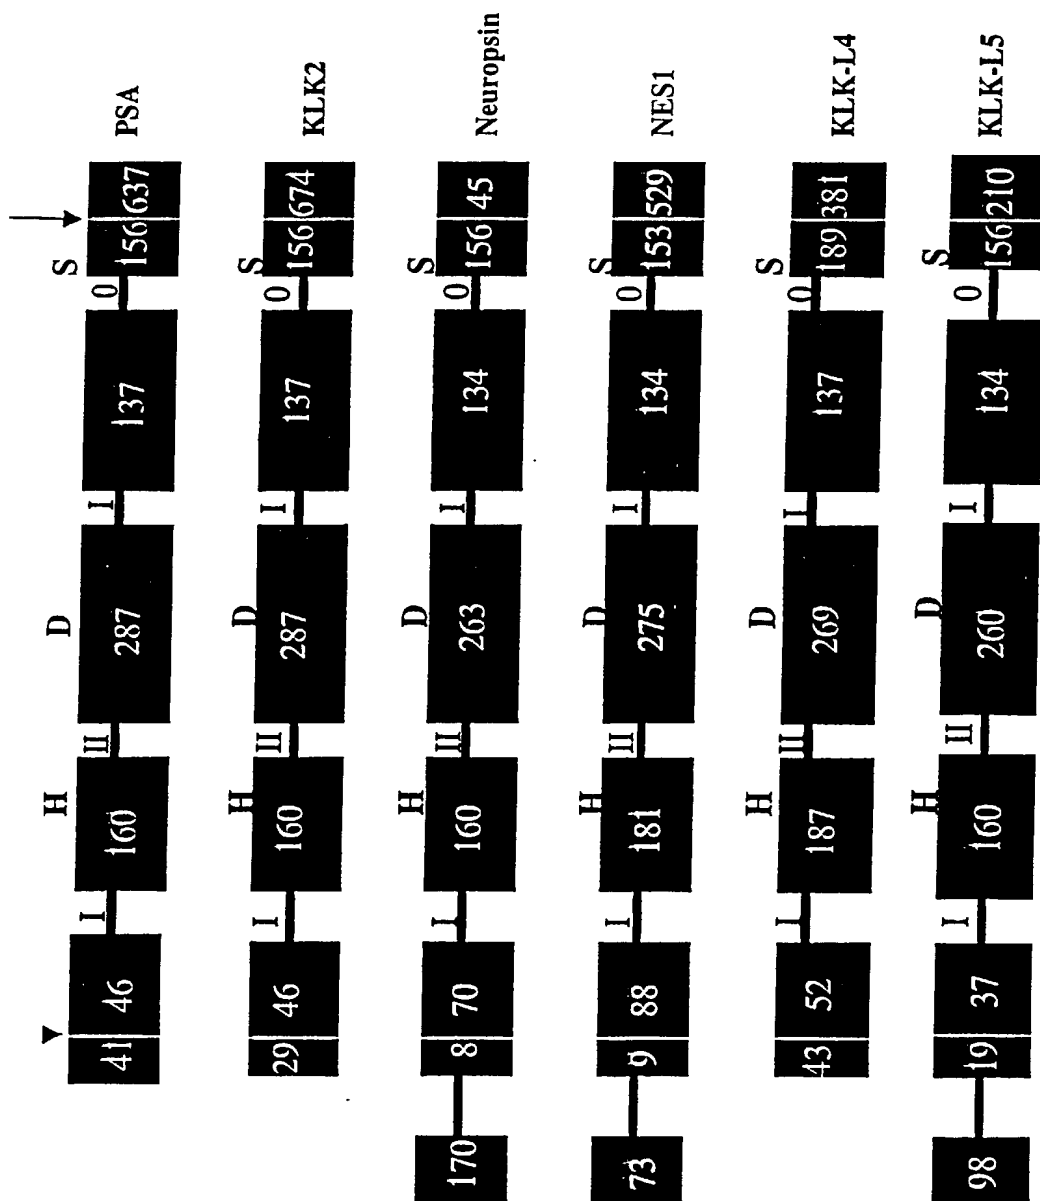 H D S
41 46 I 160 II 287 I 137 0 156 637 PSA
H D S
29 46 I 160 II 287 I 137 0 156 674 KLK2
H D S
170 8 70 I 160 II 263 I 134 0 156 45 Neuropsin
H D S
73 9 88 I 181 II 275 I 134 0 153 529 NES1
H D S
43 52 I 187 II 269 I 137 0 189 381 KLK-L4
H D S
98 19 37 I 160 II 260 I 134 0 156 210 KLK-L5